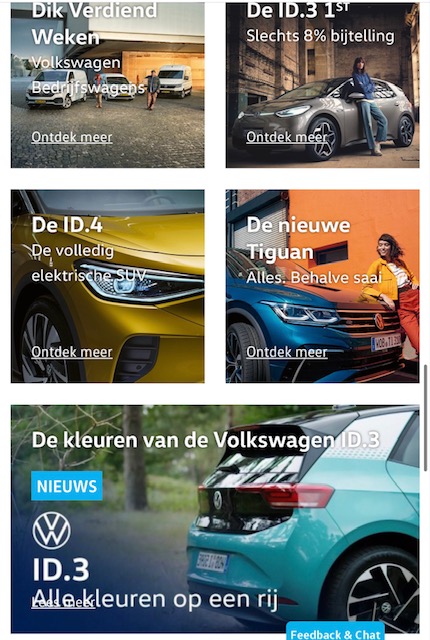 Dik Verdiend
Weken
Volkswagen
Bedrijfswagens
Ontdek meer
De ID.3 1ST
Slechts 8% bijtelling
Ontdek meer
De ID.4
De volledig
elektrische SUV
Ontdek meer
De nieuwe
Tiguan
Alles. Behalve saai
Ontdek meer
De kleuren van de Volkswagen ID.3
NIEUWS
ID.3
Alle kleuren op een rij
Lees meer
Feedback & Chat